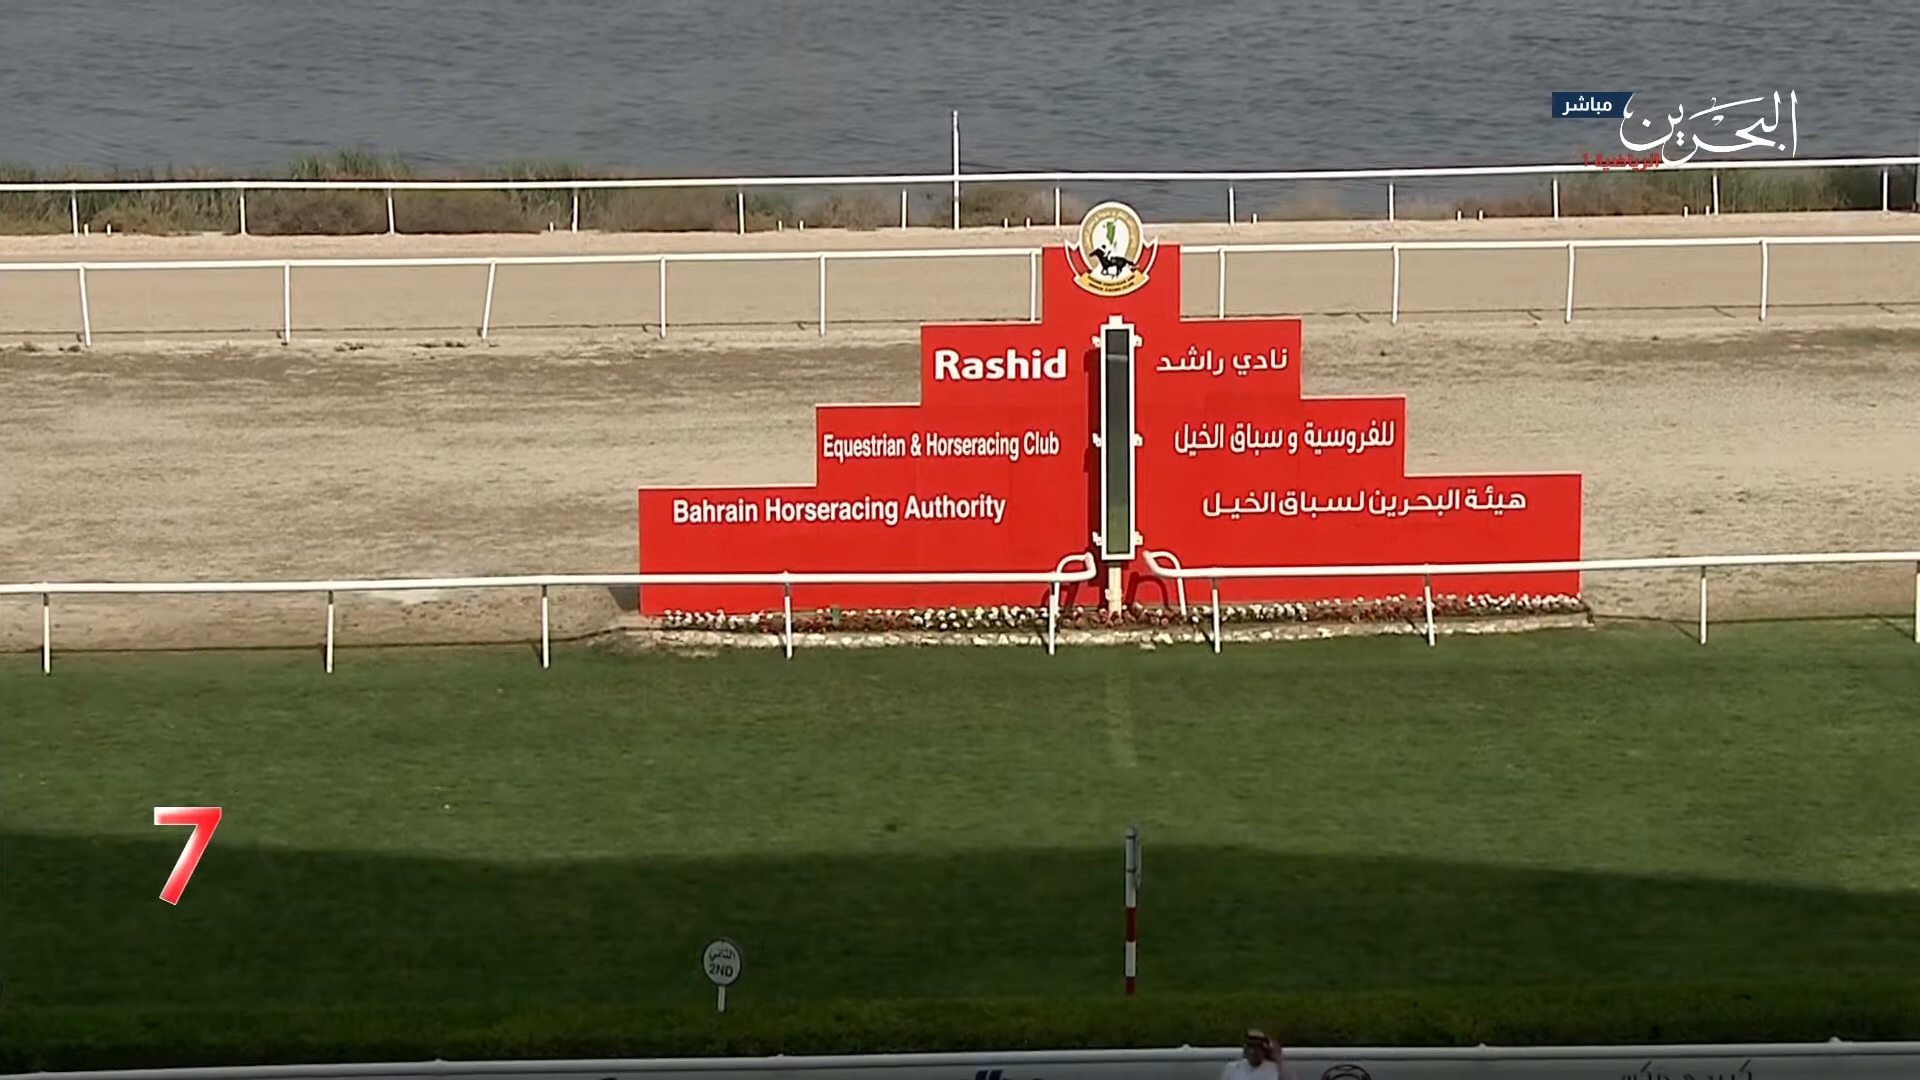 مباشر
البحرين
الرياضية 1
Rashid
نادي راشد
Equestrian & Horseracing Club
للفروسية و سباق الخيل
Bahrain Horseracing Authority
هيئة البحرين لسباق الخيل
7
الثاني
2ND